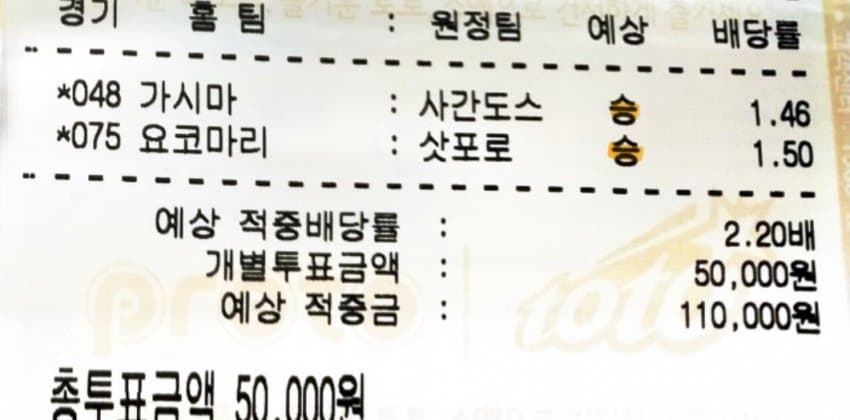 경기 홈 팀 : 원정팀 예상 배당률
*048 가시마 : 사간도스 승 1.46
*075 요코마리 : 삿포로 승 1.50
예상 적중배당률 : 2.20배
개별투표금액 : 50,000원
예상 적중금 : 110,000원
proto toto
총투표금액 50,000원